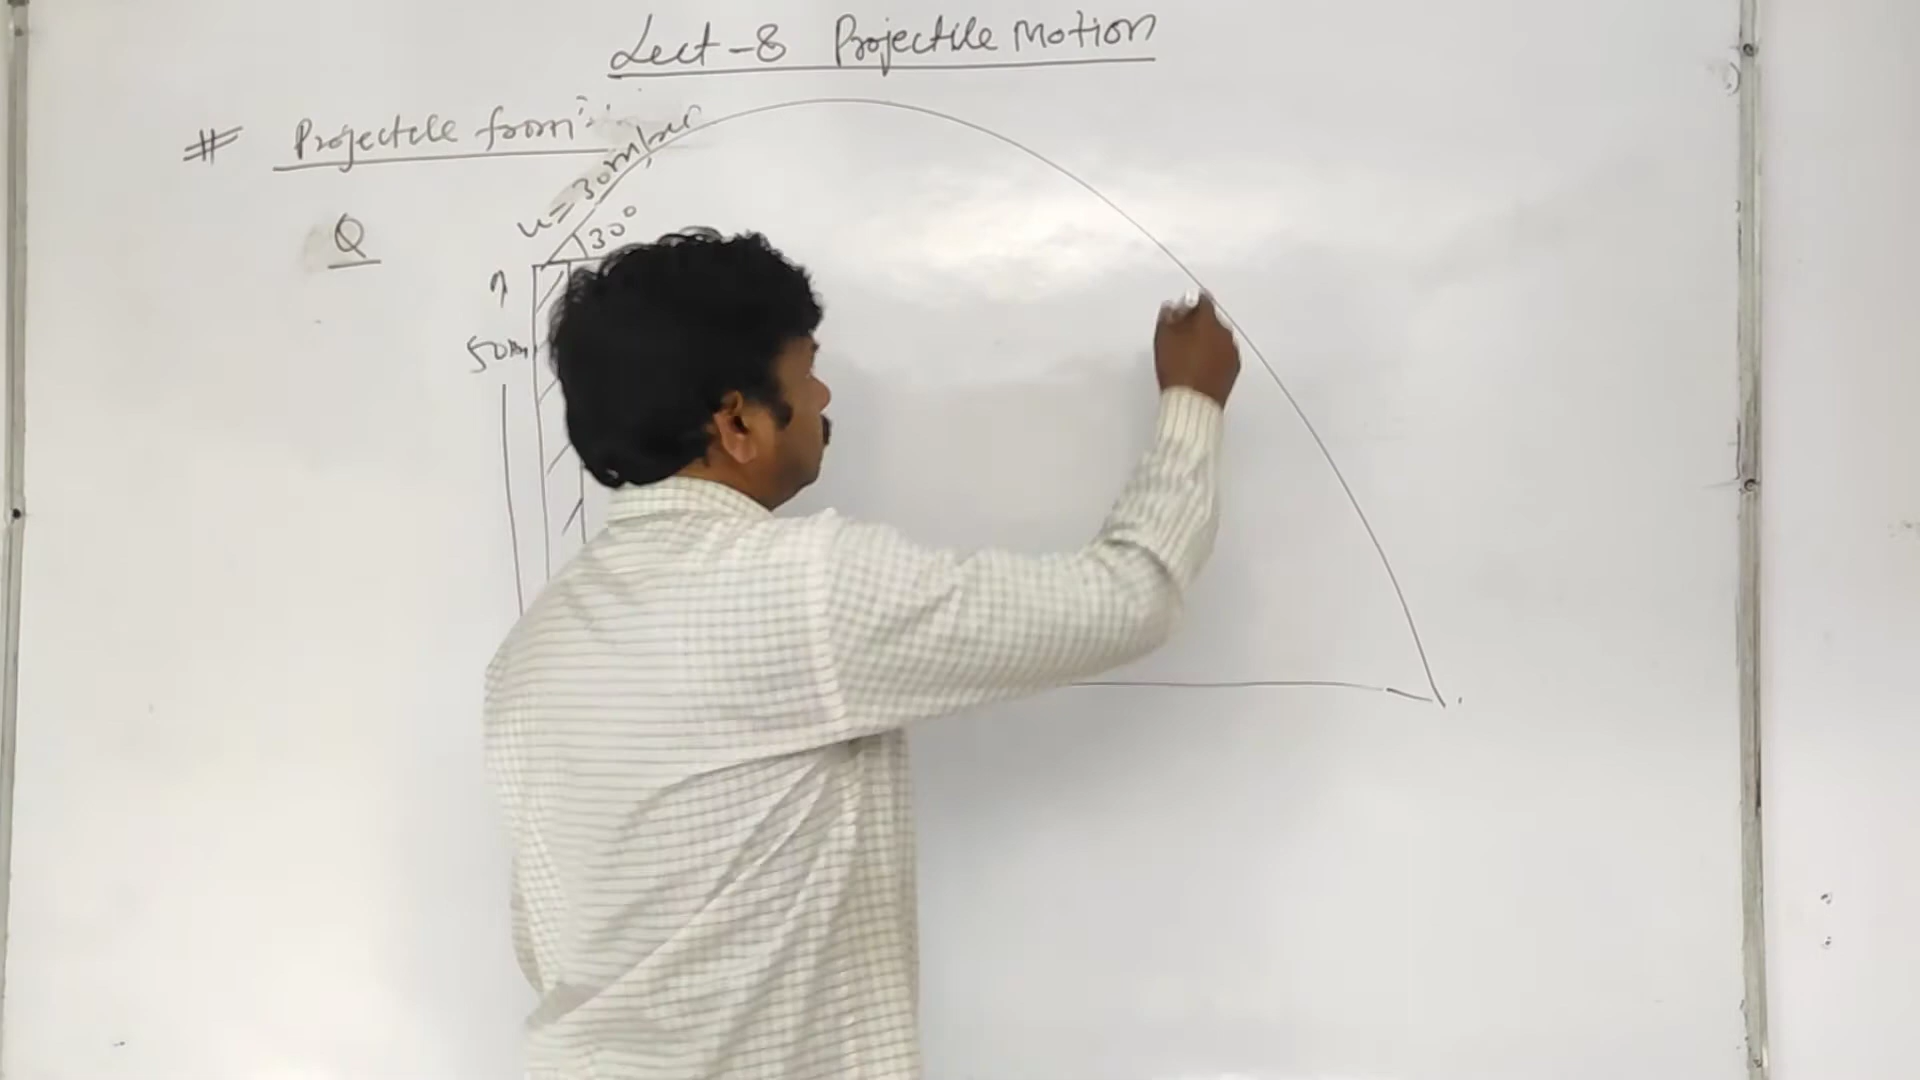 Lect-8 Projectile Motion
# Projectile from
Q
u=30m/sec
30°
50m